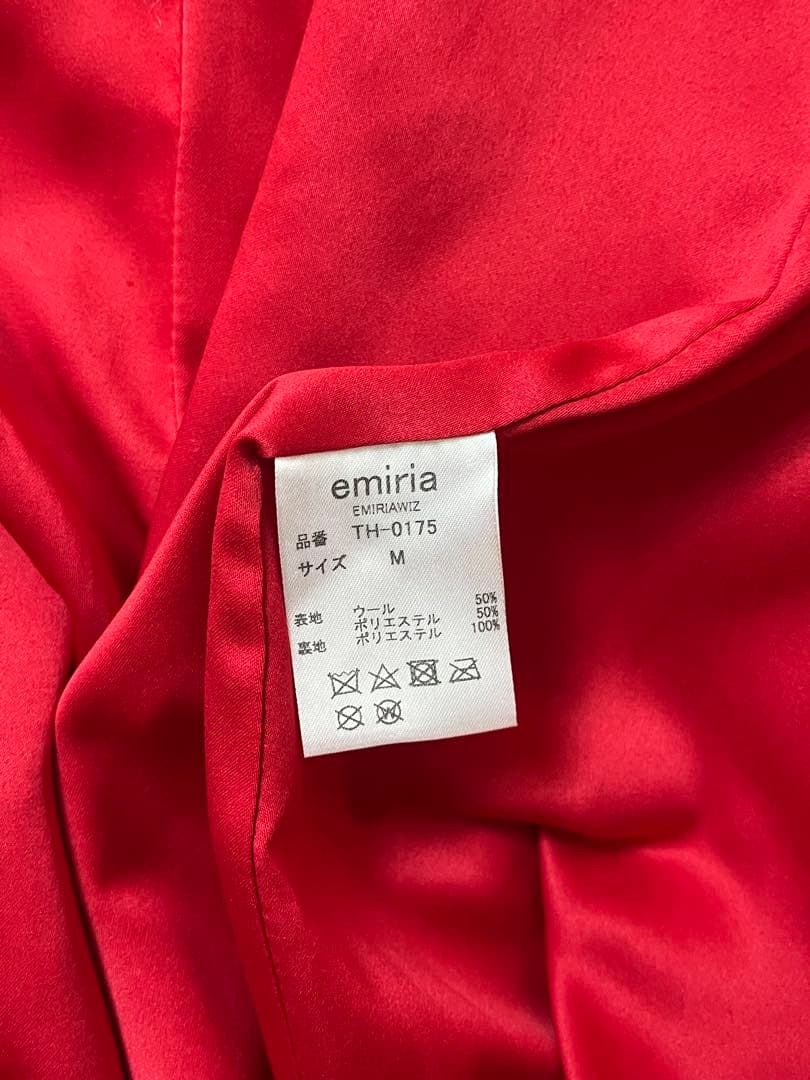 emiria
EMIRIAWIZ
品番 TH-0175
サイズ M
表地 ウール 50%
ポリエステル 50%
裏地 ポリエステル 100%